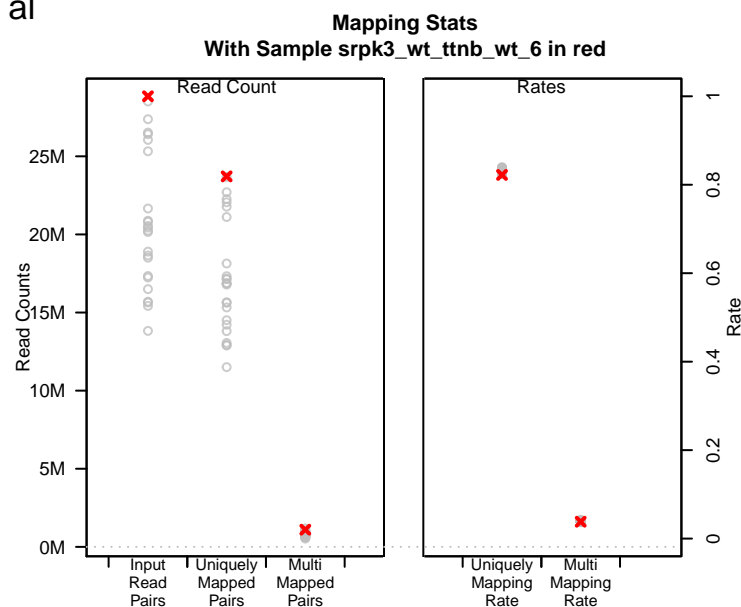 al
Mapping Stats
With Sample srpk3_wt_ttnb_wt_6 in red
Read Count
Rates
Read Counts
25M
20M
15M
10M
5M
0M
1
0.8
0.6
0.4
0.2
0
Rate
Input Read Pairs
Uniquely Mapped Pairs
Multi Mapped Pairs
Uniquely Mapping Rate
Multi Mapping Rate